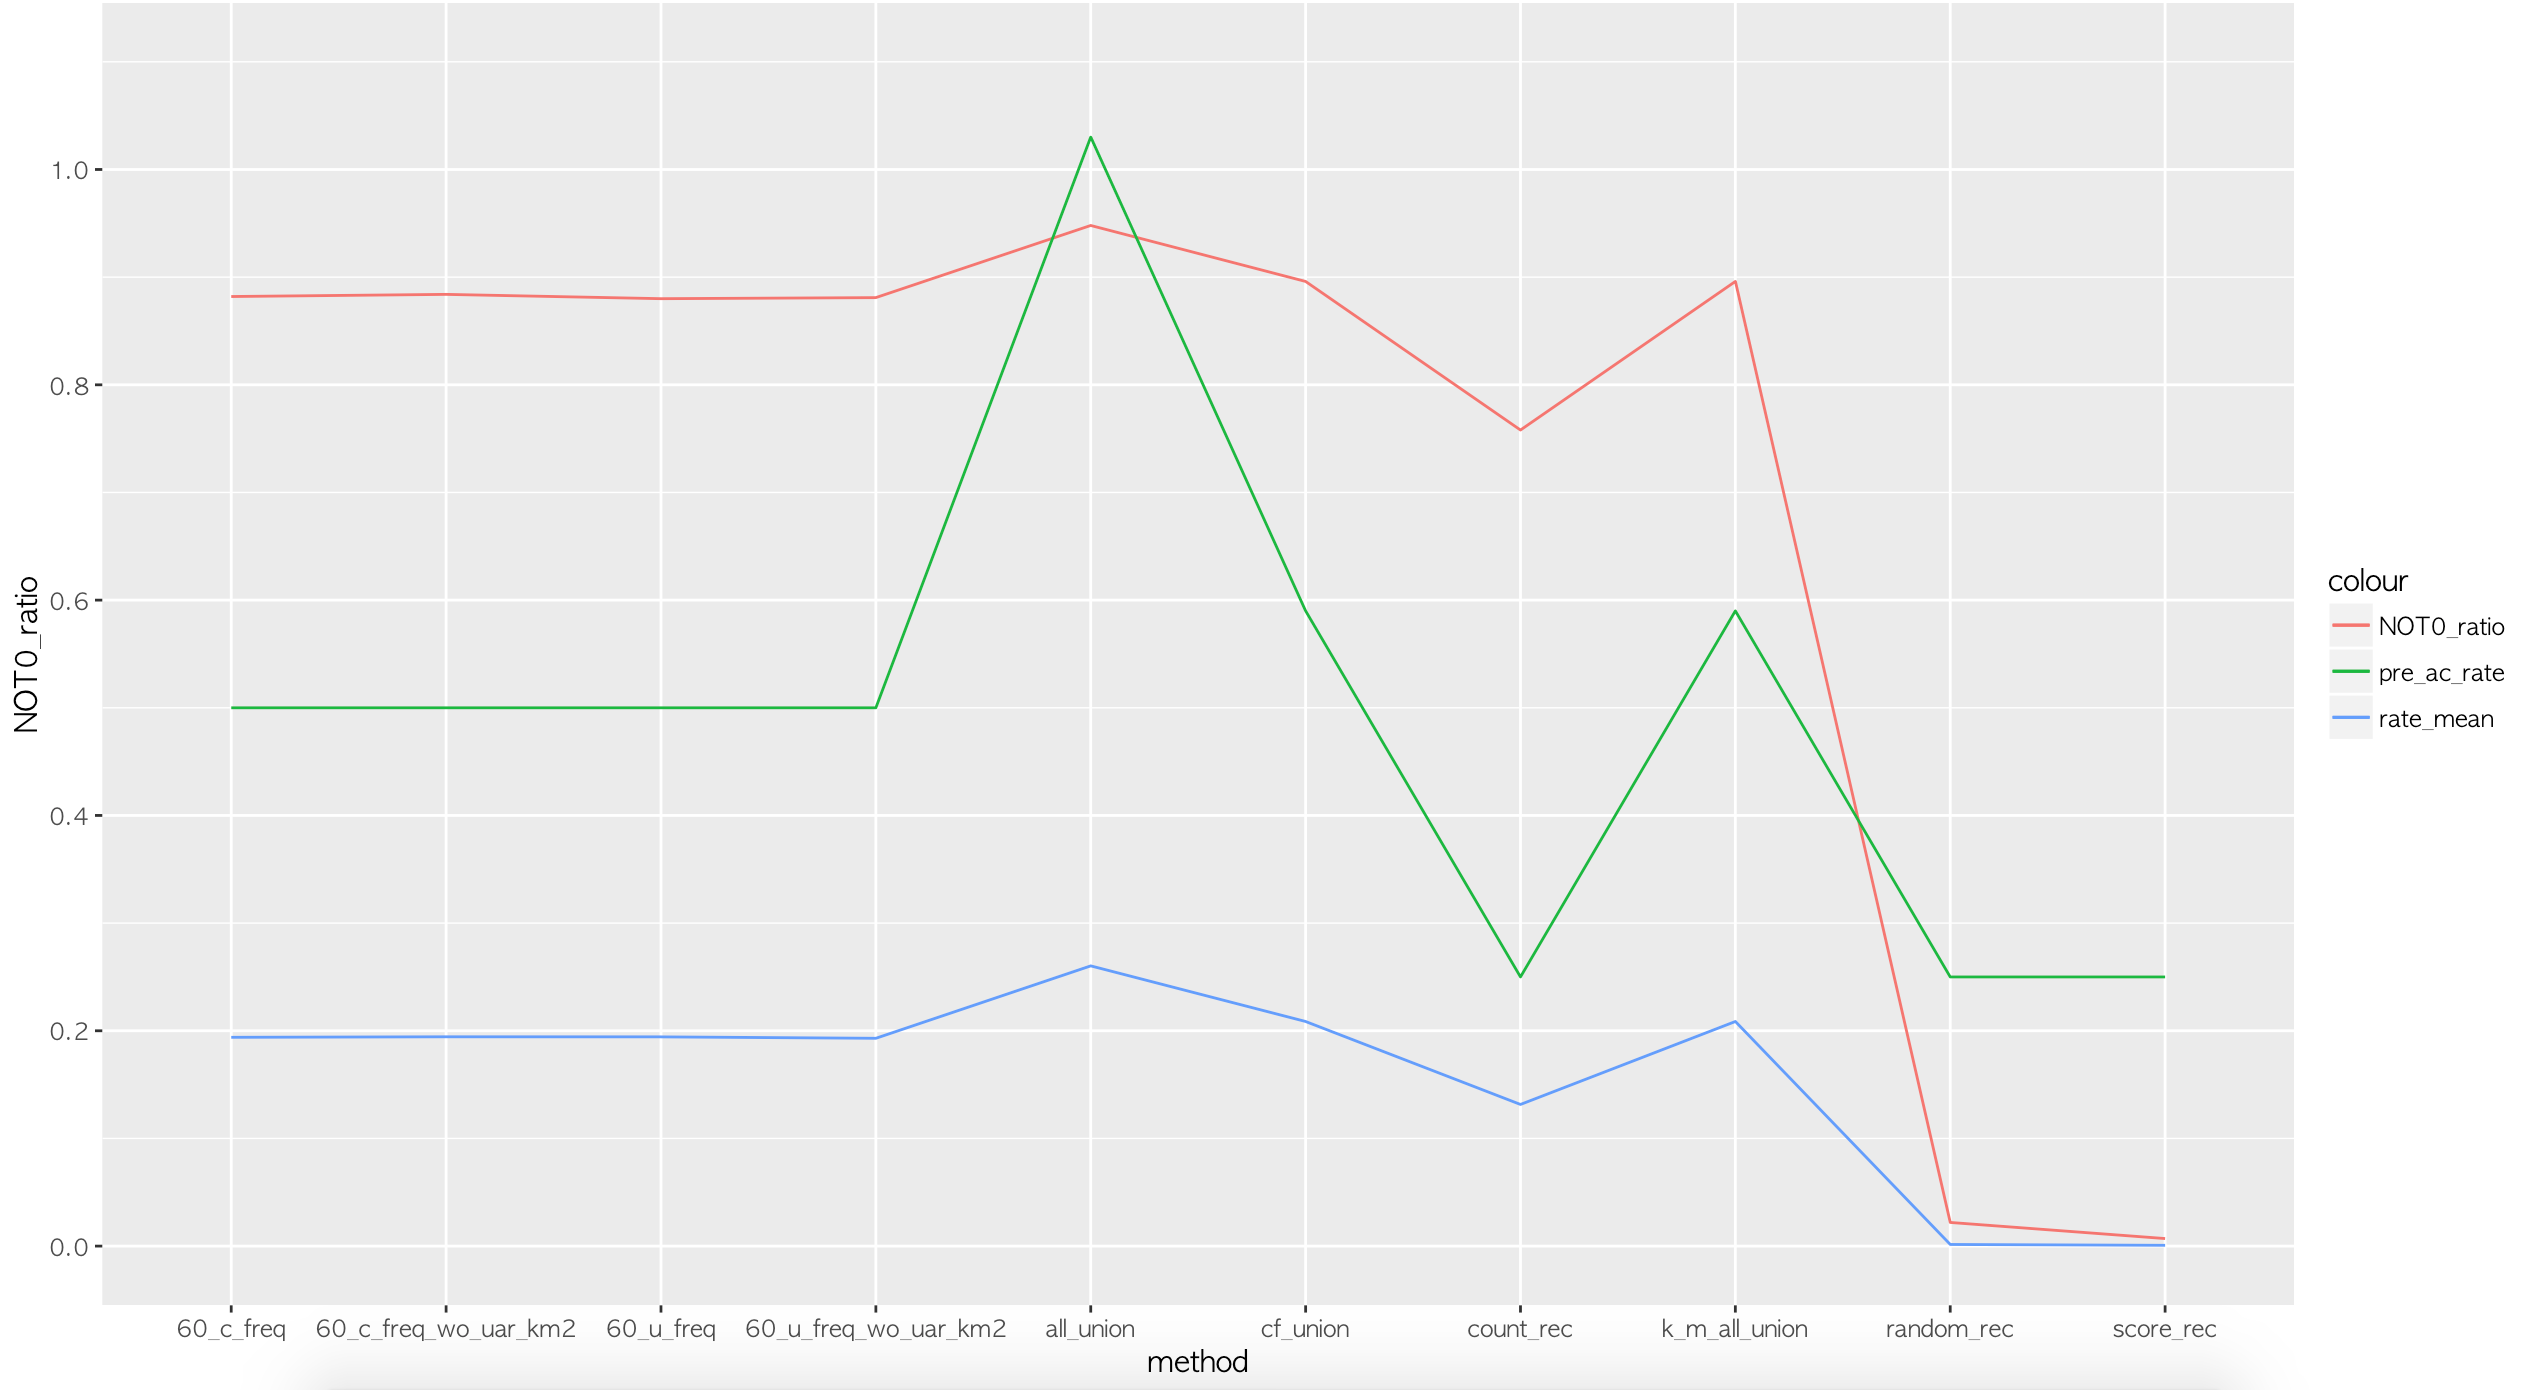 NOT0_ratio
1.0
0.8
0.6
0.4
0.2
0.0
60_c_freq
60_c_freq_wo_uar_km2
60_u_freq
60_u_freq_wo_uar_km2
all_union
cf_union
count_rec
k_m_all_union
random_rec
score_rec
method
colour
NOT0_ratio
pre_ac_rate
rate_mean